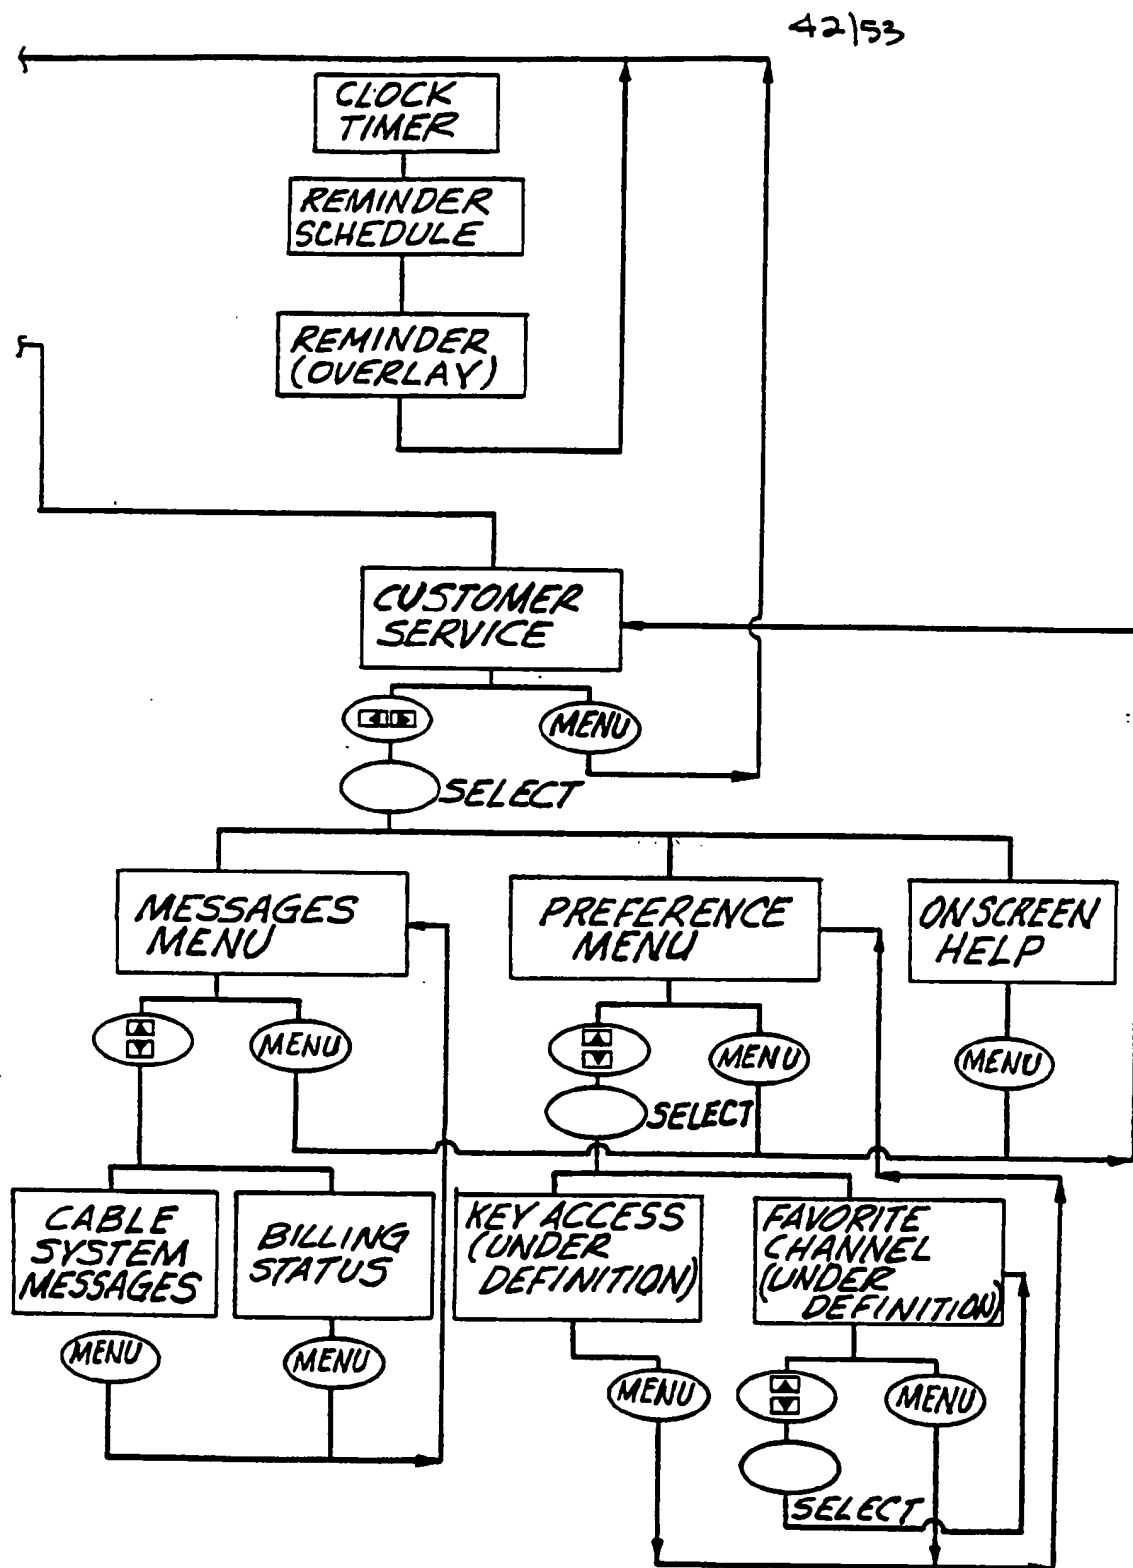 42/53
CLOCK
TIMER
REMINDER
SCHEDULE
REMINDER
(OVERLAY)
CUSTOMER
SERVICE
MENU
SELECT
MESSAGES
MENU
PREFERENCE
MENU
ON SCREEN
HELP
MENU
MENU
MENU
SELECT
CABLE
SYSTEM
MESSAGES
BILLING
STATUS
KEY ACCESS
(UNDER
DEFINITION)
FAVORITE
CHANNEL
(UNDER
DEFINITION)
MENU
MENU
MENU
MENU
SELECT